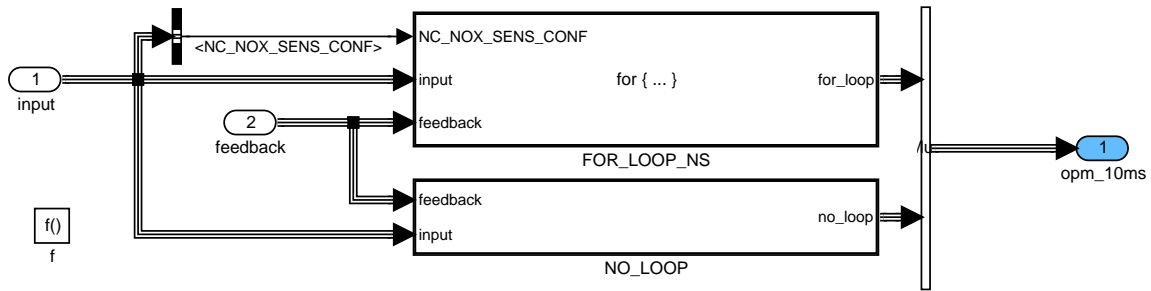 NC_NOX_SENS_CONF
<NC_NOX_SENS_CONF>
1
input
for { ... }
for_loop
input
2
feedback
feedback
FOR_LOOP_NS
1
opm_10ms
feedback
no_loop
input
f()
f
NO_LOOP